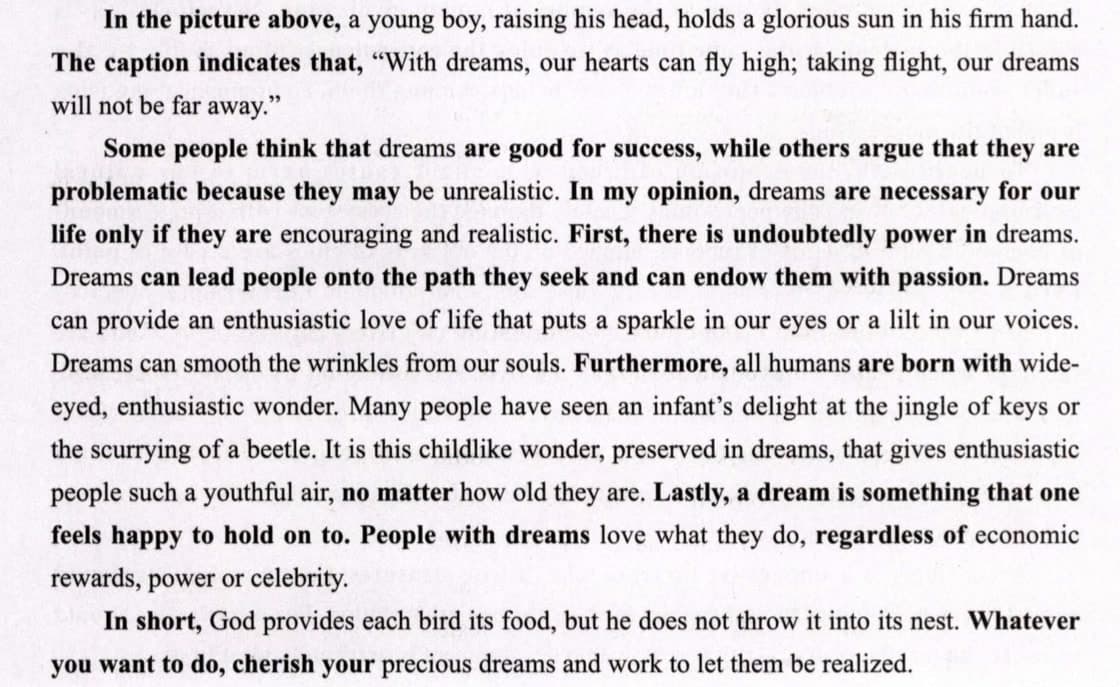 In the picture above, a young boy, raising his head, holds a glorious sun in his firm hand.
The caption indicates that, “With dreams, our hearts can fly high; taking flight, our dreams
will not be far away.”
Some people think that dreams are good for success, while others argue that they are
problematic because they may be unrealistic. In my opinion, dreams are necessary for our
life only if they are encouraging and realistic. First, there is undoubtedly power in dreams.
Dreams can lead people onto the path they seek and can endow them with passion. Dreams
can provide an enthusiastic love of life that puts a sparkle in our eyes or a lilt in our voices.
Dreams can smooth the wrinkles from our souls. Furthermore, all humans are born with wide-
eyed, enthusiastic wonder. Many people have seen an infant’s delight at the jingle of keys or
the scurrying of a beetle. It is this childlike wonder, preserved in dreams, that gives enthusiastic
people such a youthful air, no matter how old they are. Lastly, a dream is something that one
feels happy to hold on to. People with dreams love what they do, regardless of economic
rewards, power or celebrity.
In short, God provides each bird its food, but he does not throw it into its nest. Whatever
you want to do, cherish your precious dreams and work to let them be realized.